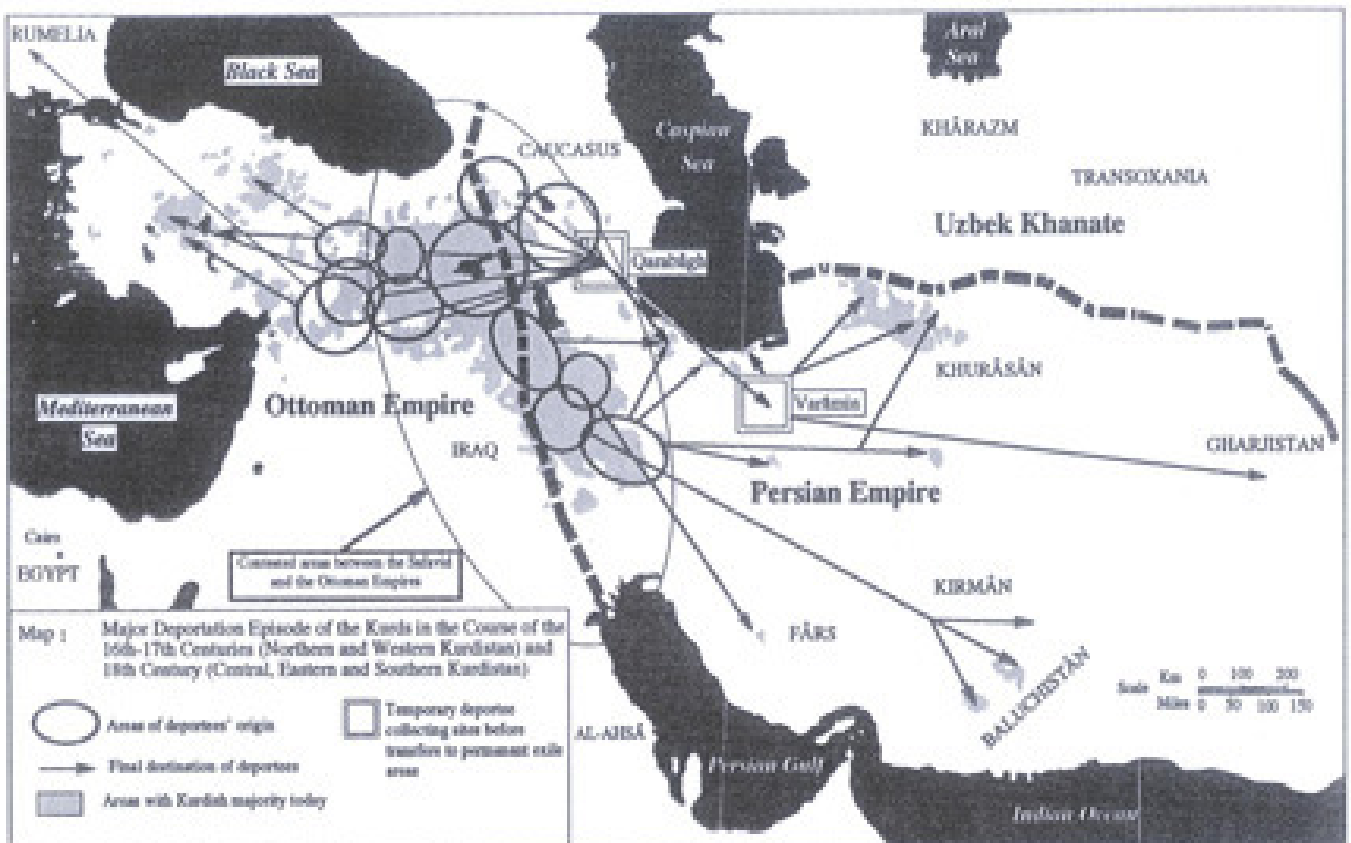 RUMELIA
Black Sea
Aral
Sea
Caspian
Sea
KHÂRAZM
CAUCASUS
TRANSOXANIA
Uzbek Khanate
Qarabâgh
KHURÂSÂN
Mediterranean
Sea
Ottoman Empire
Varâmin
IRAQ
GHARJISTAN
Persian Empire
Cairo
EGYPT
Contested areas between the Safavid
and the Ottoman Empires
KIRMÂN
FÂRS
BALUCHISTÂN
Scale
Km 0 100 200
Miles 0 50 100 150
AL-AHSÂ
Persian Gulf
Indian Ocean
Map :
Major Deportation Episode of the Kurds in the Course of the
16th-17th Centuries (Northern and Western Kurdistan) and
18th Century (Central, Eastern and Southern Kurdistan)
Areas of deportees' origin
Final destination of deportees
Areas with Kurdish majority today
Temporary deportee
collecting sites before
transfers to permanent exile
areas